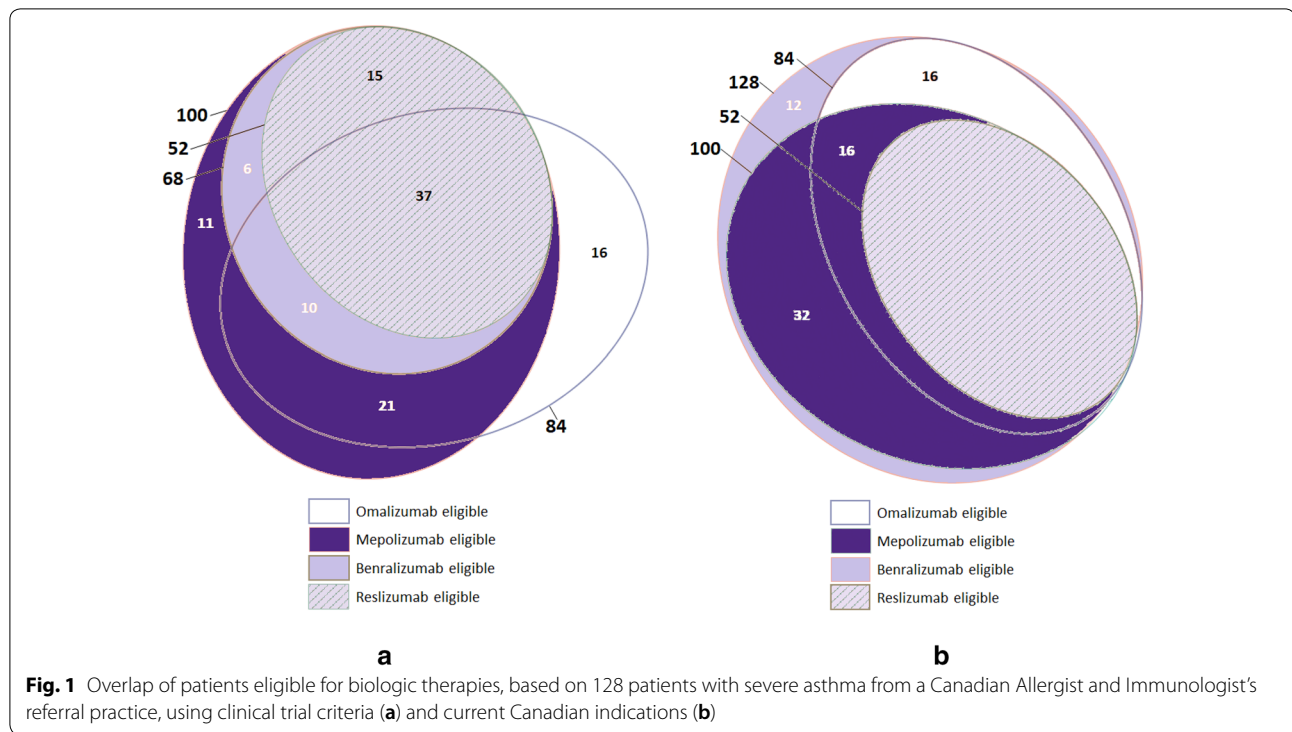 15
100
52
68
6
37
11
16
10
21
84
Omalizumab eligible
Mepolizumab eligible
Benralizumab eligible
Reslizumab eligible
a
84
128
52
100
16
12
16
32
Omalizumab eligible
Mepolizumab eligible
Benralizumab eligible
Reslizumab eligible
b
Fig. 1 Overlap of patients eligible for biologic therapies, based on 128 patients with severe asthma from a Canadian Allergist and Immunologist's
referral practice, using clinical trial criteria (a) and current Canadian indications (b)